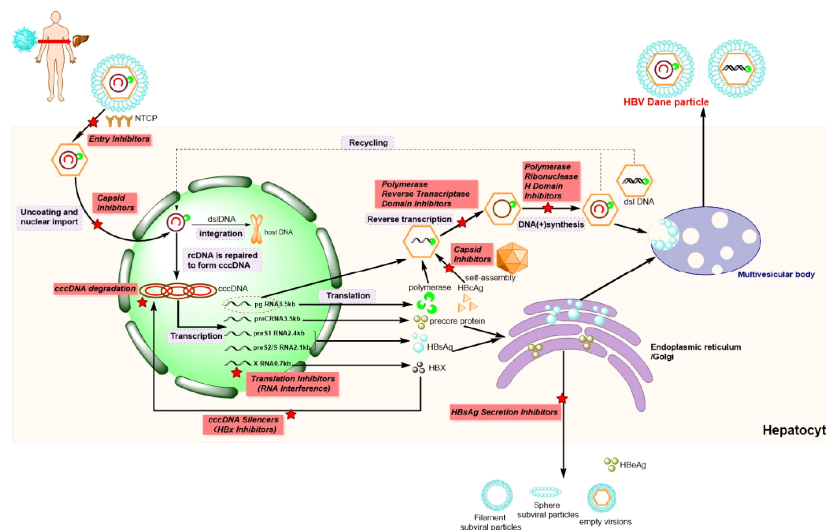 HBV Dane particle
NTCP
Entry Inhibitors
Recycling
Capsid
Inhibitors
Uncoating and
nuclear import
dslDNA
integration
host DNA
rcDNA is repaired
to form cccDNA
cccDNA degradation
cccDNA
Transcription
pg RNA3.5kb
preCRNA3.5kb
preS1 RNA2.4kb
preS2/S RNA2.1kb
X RNA0.7kb
Translation Inhibitors
(RNA Interference)
cccDNA Silencers
(HBx Inhibitors)
Polymerase
Reverse Transcriptase
Domain Inhibitors
Reverse transcription
Polymerase
Ribonuclease
H Domain
Inhibitors
DNA(+)synthesis
dsl DNA
Capsid
Inhibitors
self-assembly
Translation
polymerase
HBcAg
precore protein
HBsAg
HBX
Multivesicular body
Endoplasmic reticulum
/Golgi
HBsAg Secretion Inhibitors
Hepatocyt
HBeAg
Filament
subviral particles
Sphere
subviral particles
empty virsions